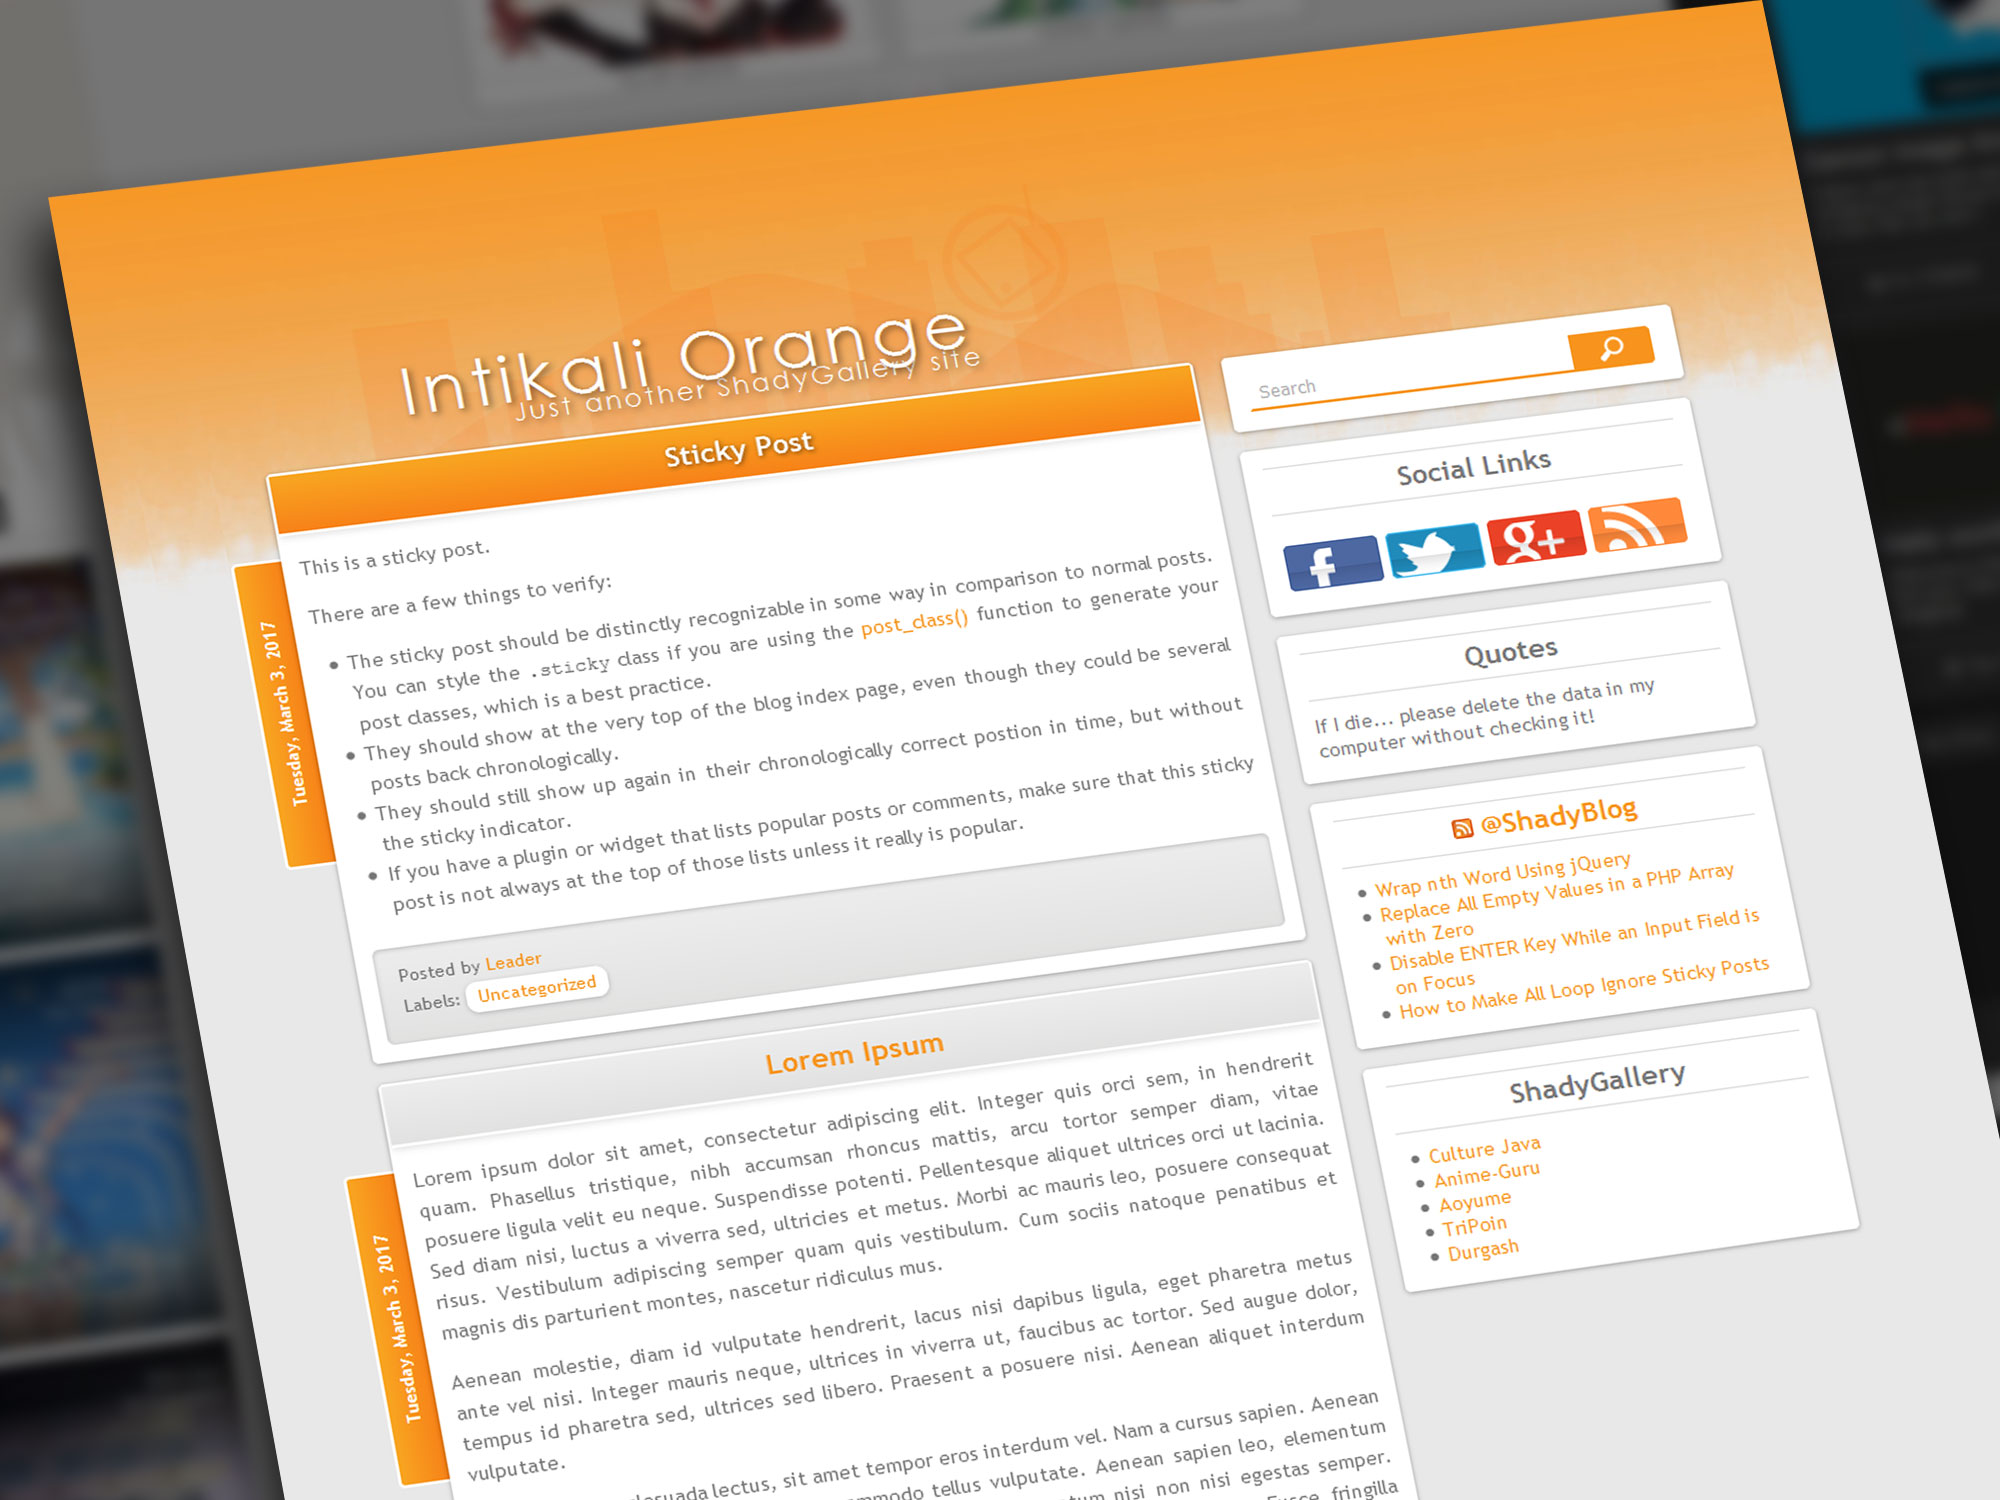 Intikali Orange
Just another ShadyGallery site
Sticky Post
Tuesday, March 3, 2017
This is a sticky post.
There are a few things to verify:
• The sticky post should be distinctly recognizable in some way in comparison to normal posts.
You can style the .sticky class if you are using the post_class() function to generate your
post classes, which is a best practice.
• They should show at the very top of the blog index page, even though they could be several
posts back chronologically.
• They should still show up again in their chronologically correct postion in time, but without
the sticky indicator.
• If you have a plugin or widget that lists popular posts or comments, make sure that this sticky
post is not always at the top of those lists unless it really is popular.
Posted by Leader
Labels: Uncategorized
Lorem Ipsum
Tuesday, March 3, 2017
Lorem ipsum dolor sit amet, consectetur adipiscing elit. Integer quis orci sem, in hendrerit
quam. Phasellus tristique, nibh accumsan rhoncus mattis, arcu tortor semper diam, vitae
posuere ligula velit eu neque. Suspendisse potenti. Pellentesque aliquet ultrices orci ut lacinia.
Sed diam nisi, luctus a viverra sed, ultricies et metus. Morbi ac mauris leo, posuere consequat
risus. Vestibulum adipiscing semper quam quis vestibulum. Cum sociis natoque penatibus et
magnis dis parturient montes, nascetur ridiculus mus.
Aenean molestie, diam id vulputate hendrerit, lacus nisi dapibus ligula, eget pharetra metus
ante vel nisi. Integer mauris neque, ultrices in viverra ut, faucibus ac tortor. Sed augue dolor,
tempus id pharetra sed, ultrices sed libero. Praesent a posuere nisi. Aenean aliquet interdum
vulputate.
lectus, sit amet tempor eros interdum vel. Nam a cursus sapien. Aenean
tellus vulputate. Aenean sapien leo, elementum
nisi non nisi egestas semper.
fringilla
Search
Social Links
f
g+
Quotes
If I die... please delete the data in my
computer without checking it!
@ShadyBlog
• Wrap nth Word Using jQuery
• Replace All Empty Values in a PHP Array
with Zero
• Disable ENTER Key While an Input Field is
on Focus
• How to Make All Loop Ignore Sticky Posts
ShadyGallery
• Culture Java
• Anime-Guru
• Aoyume
• TriPoin
• Durgash